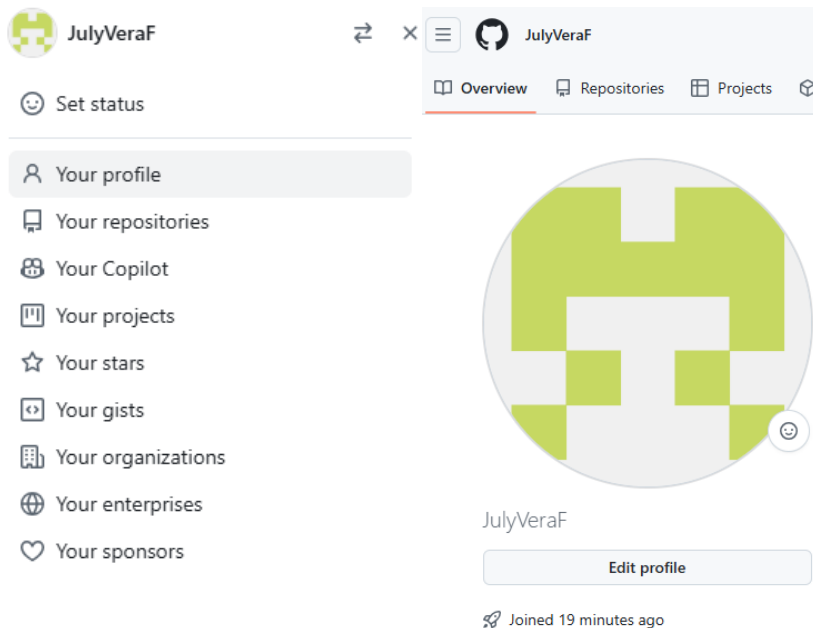 JulyVeraF
Set status
Your profile
Your repositories
Your Copilot
Your projects
Your stars
Your gists
Your organizations
Your enterprises
Your sponsors
JulyVeraF
Overview Repositories Projects
JulyVeraF
Edit profile
Joined 19 minutes ago